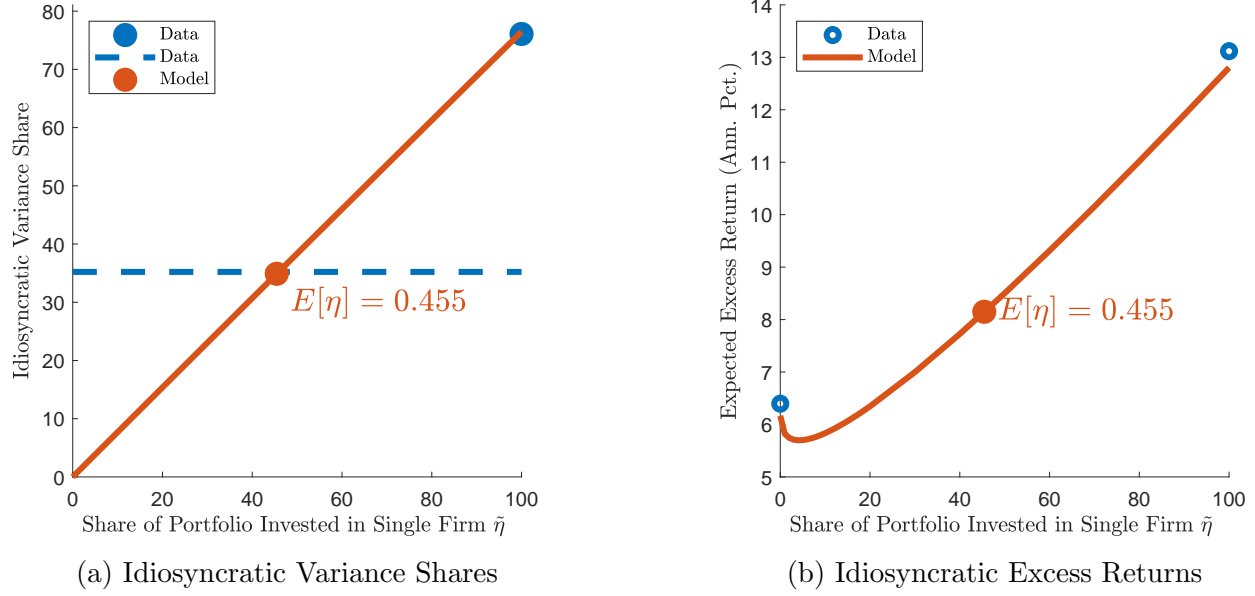 80
70
60
50
40
30
20
10
0
Idiosyncratic Variance Share
Data
Data
Model
E[η] = 0.455
0 20 40 60 80 100
Share of Portfolio Invested in Single Firm η̃
(a) Idiosyncratic Variance Shares
14
13
12
11
10
9
8
7
6
5
Expected Excess Return (Ann. Pct.)
Data
Model
E[η] = 0.455
0 20 40 60 80 100
Share of Portfolio Invested in Single Firm η̃
(b) Idiosyncratic Excess Returns